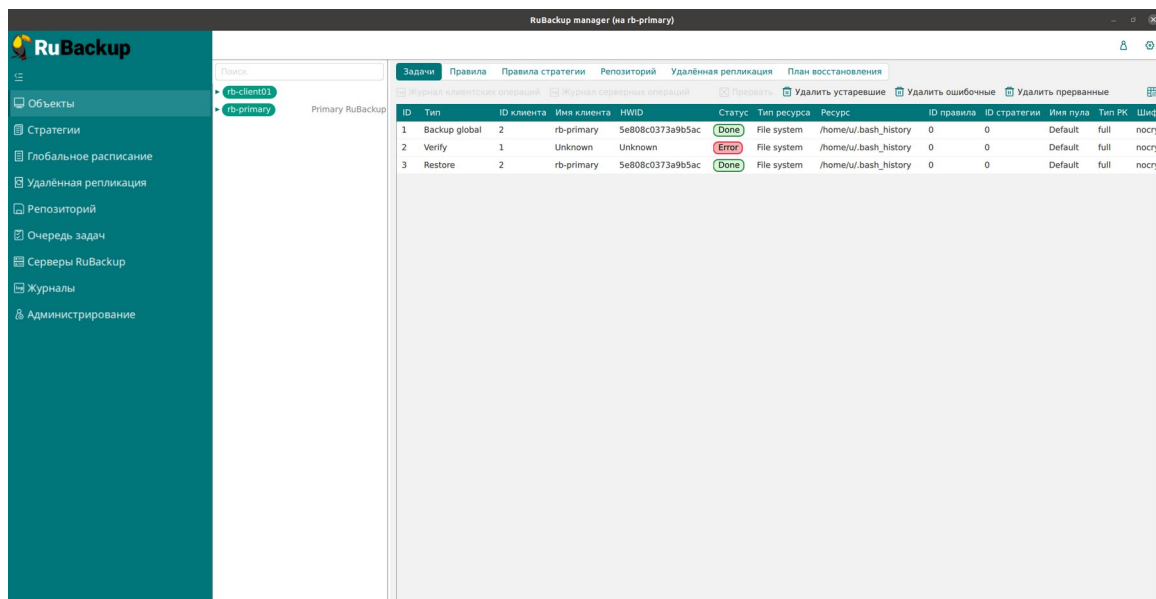 RuBackup manager (на rb-primary)
RuBackup
Объекты
Стратегии
Глобальное расписание
Удалённая репликация
Репозиторий
Очередь задач
Серверы RuBackup
Журналы
Администрирование
Поиск
rb-client01
rb-primary Primary RuBackup
Задачи Правила Правила стратегии Репозиторий Удалённая репликация План восстановления
Журнал клиентских операций Журнал серверных операций Прервать Удалить устаревшие Удалить ошибочные Удалить прерванные
ID Тип ID клиента Имя клиента HWID Статус Тип ресурса Ресурс ID правила ID стратегии Имя пула Тип РК Шиф
1 Backup global 2 rb-primary 5e808c0373a9b5ac Done File system /home/u/.bash_history 0 0 Default full nocry
2 Verify 1 Unknown Unknown Error File system /home/u/.bash_history 0 0 Default full nocry
3 Restore 2 rb-primary 5e808c0373a9b5ac Done File system /home/u/.bash_history 0 0 Default full nocry